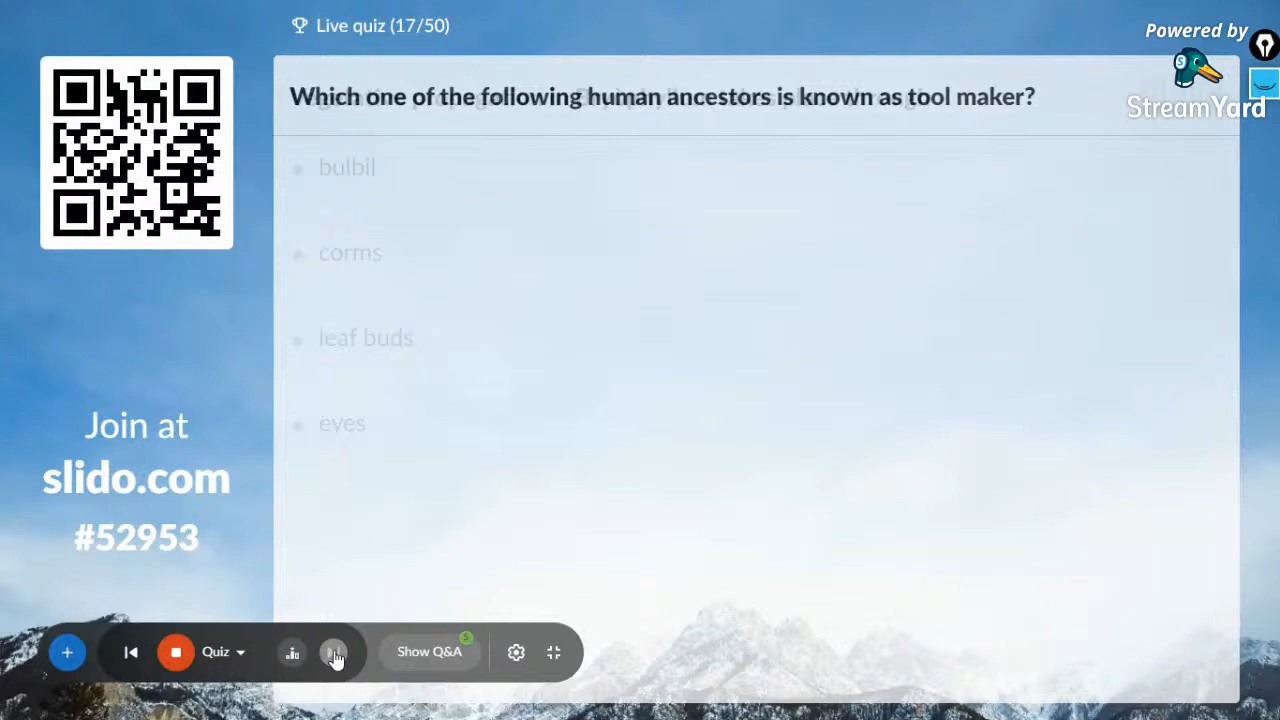 Live quiz (17/50)
Powered by
StreamYard
Which one of the following human ancestors is known as tool maker?
bulbil
corms
leaf buds
eyes
Join at
slido.com
#52953
Quiz
Show Q&A
5